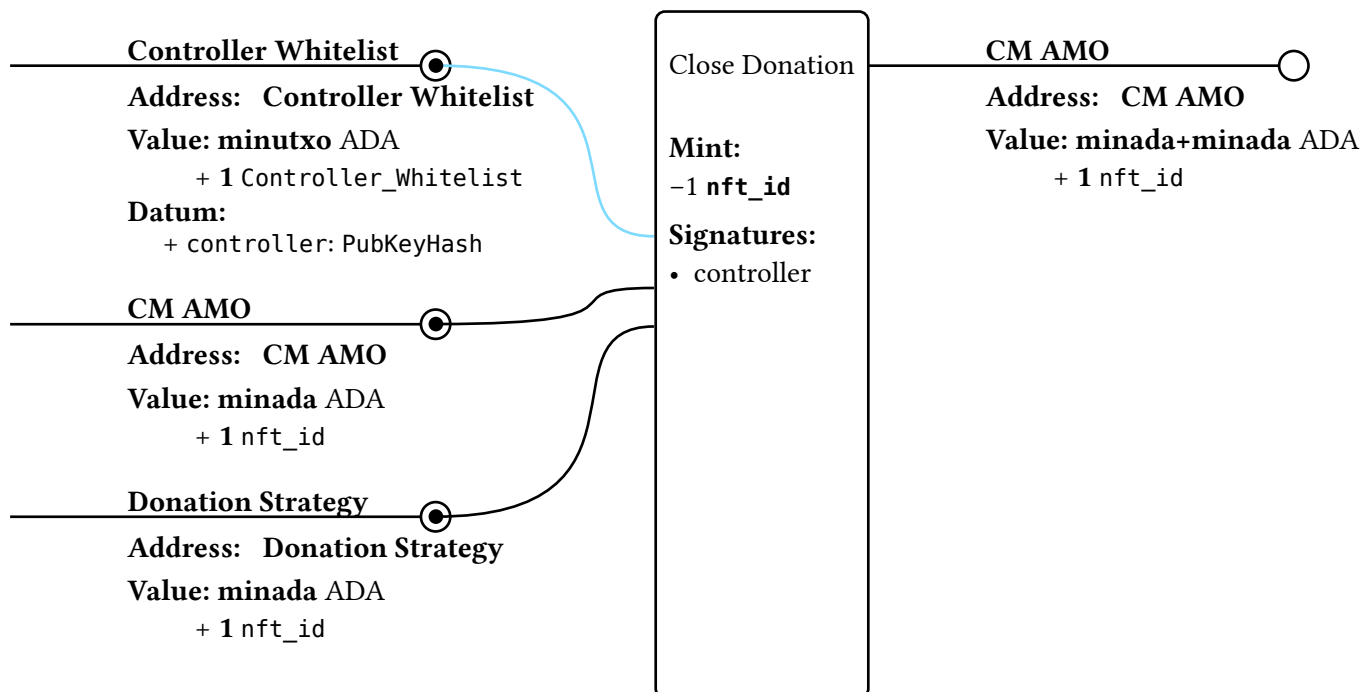 Controller Whitelist
Address: Controller Whitelist
Value: minutxo ADA
+ 1 Controller_Whitelist
Datum:
+ controller: PubKeyHash
CM AMO
Address: CM AMO
Value: minada ADA
+ 1 nft_id
Donation Strategy
Address: Donation Strategy
Value: minada ADA
+ 1 nft_id
Close Donation
Mint:
−1 nft_id
Signatures:
• controller
CM AMO
Address: CM AMO
Value: minada+minada ADA
+ 1 nft_id